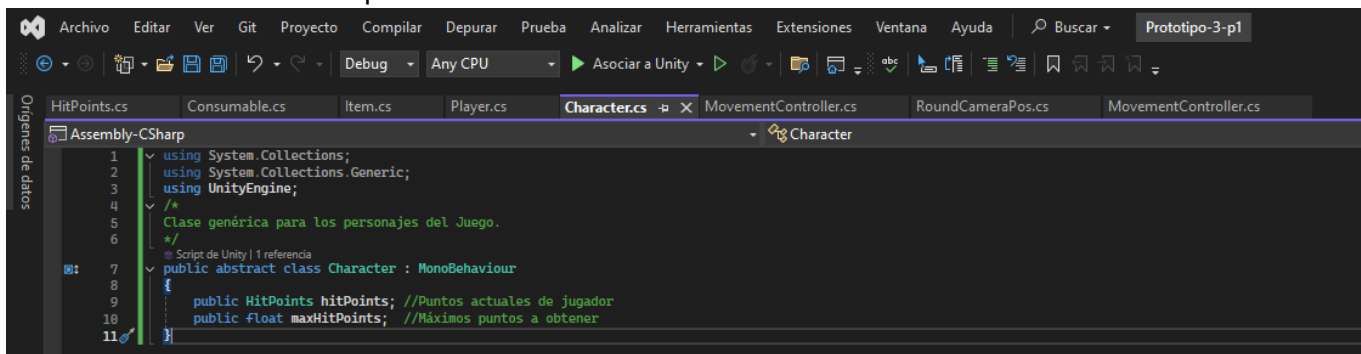 Archivo Editar Ver Git Proyecto Compilar Depurar Prueba Analizar Herramientas Extensiones Ventana Ayuda Buscar Prototipo-3-p1
Debug Any CPU Asociar a Unity
HitPoints.cs Consumable.cs Item.cs Player.cs Character.cs MovementController.cs RoundCameraPos.cs MovementController.cs
Orígenes de datos
Assembly-CSharp Character
1 using System.Collections;
2 using System.Collections.Generic;
3 using UnityEngine;
4 /*
5 Clase genérica para los personajes del Juego.
6 */
Script de Unity | 1 referencia
7 public abstract class Character : MonoBehaviour
8 {
9 public HitPoints hitPoints; //Puntos actuales de jugador
10 public float maxHitPoints; //Máximos puntos a obtener
11 }